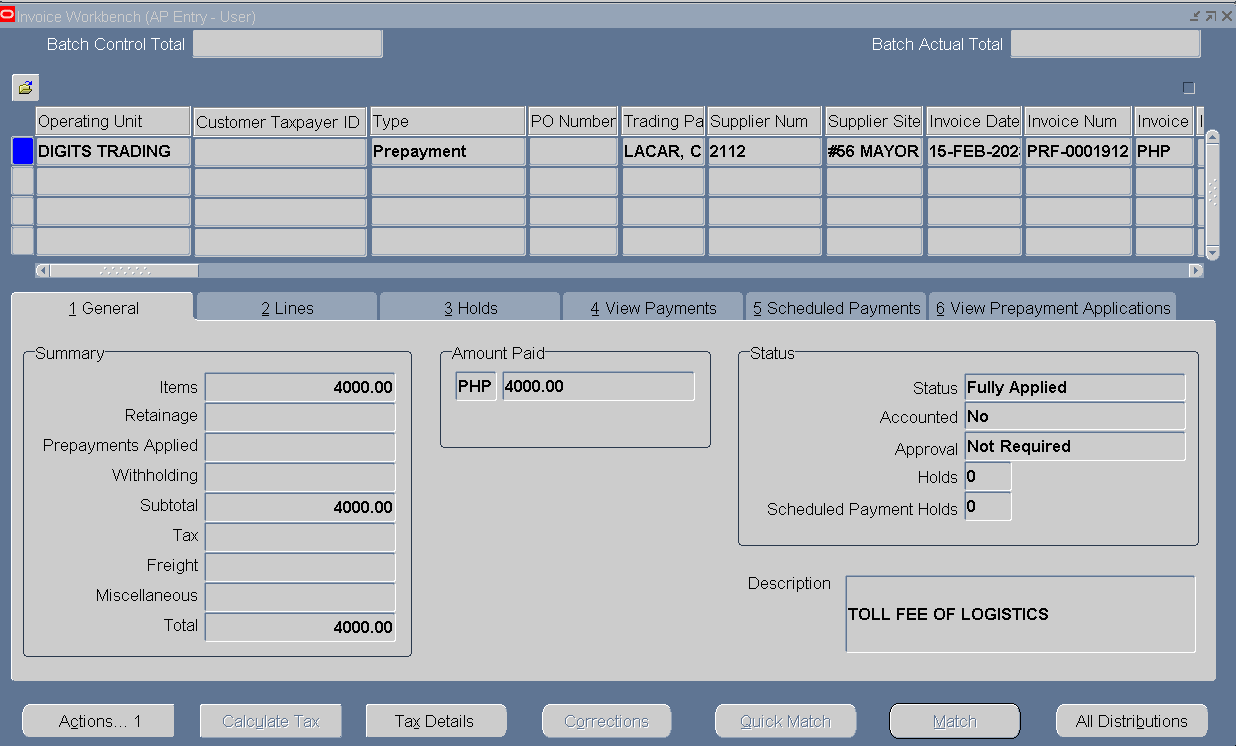 Invoice Workbench (AP Entry - User)
Batch Control Total
Batch Actual Total
Operating Unit Customer Taxpayer ID Type PO Number Trading Pa Supplier Num Supplier Site Invoice Date Invoice Num Invoice
DIGITS TRADING Prepayment LACAR, C 2112 #56 MAYOR 15-FEB-202 PRF-0001912 PHP
1 General 2 Lines 3 Holds 4 View Payments 5 Scheduled Payments 6 View Prepayment Applications
Summary
Items 4000.00
Retainage
Prepayments Applied
Withholding
Subtotal 4000.00
Tax
Freight
Miscellaneous
Total 4000.00
Amount Paid
PHP 4000.00
Status
Status Fully Applied
Accounted No
Approval Not Required
Holds 0
Scheduled Payment Holds 0
Description TOLL FEE OF LOGISTICS
Actions... 1 Calculate Tax Tax Details Corrections Quick Match Match All Distributions